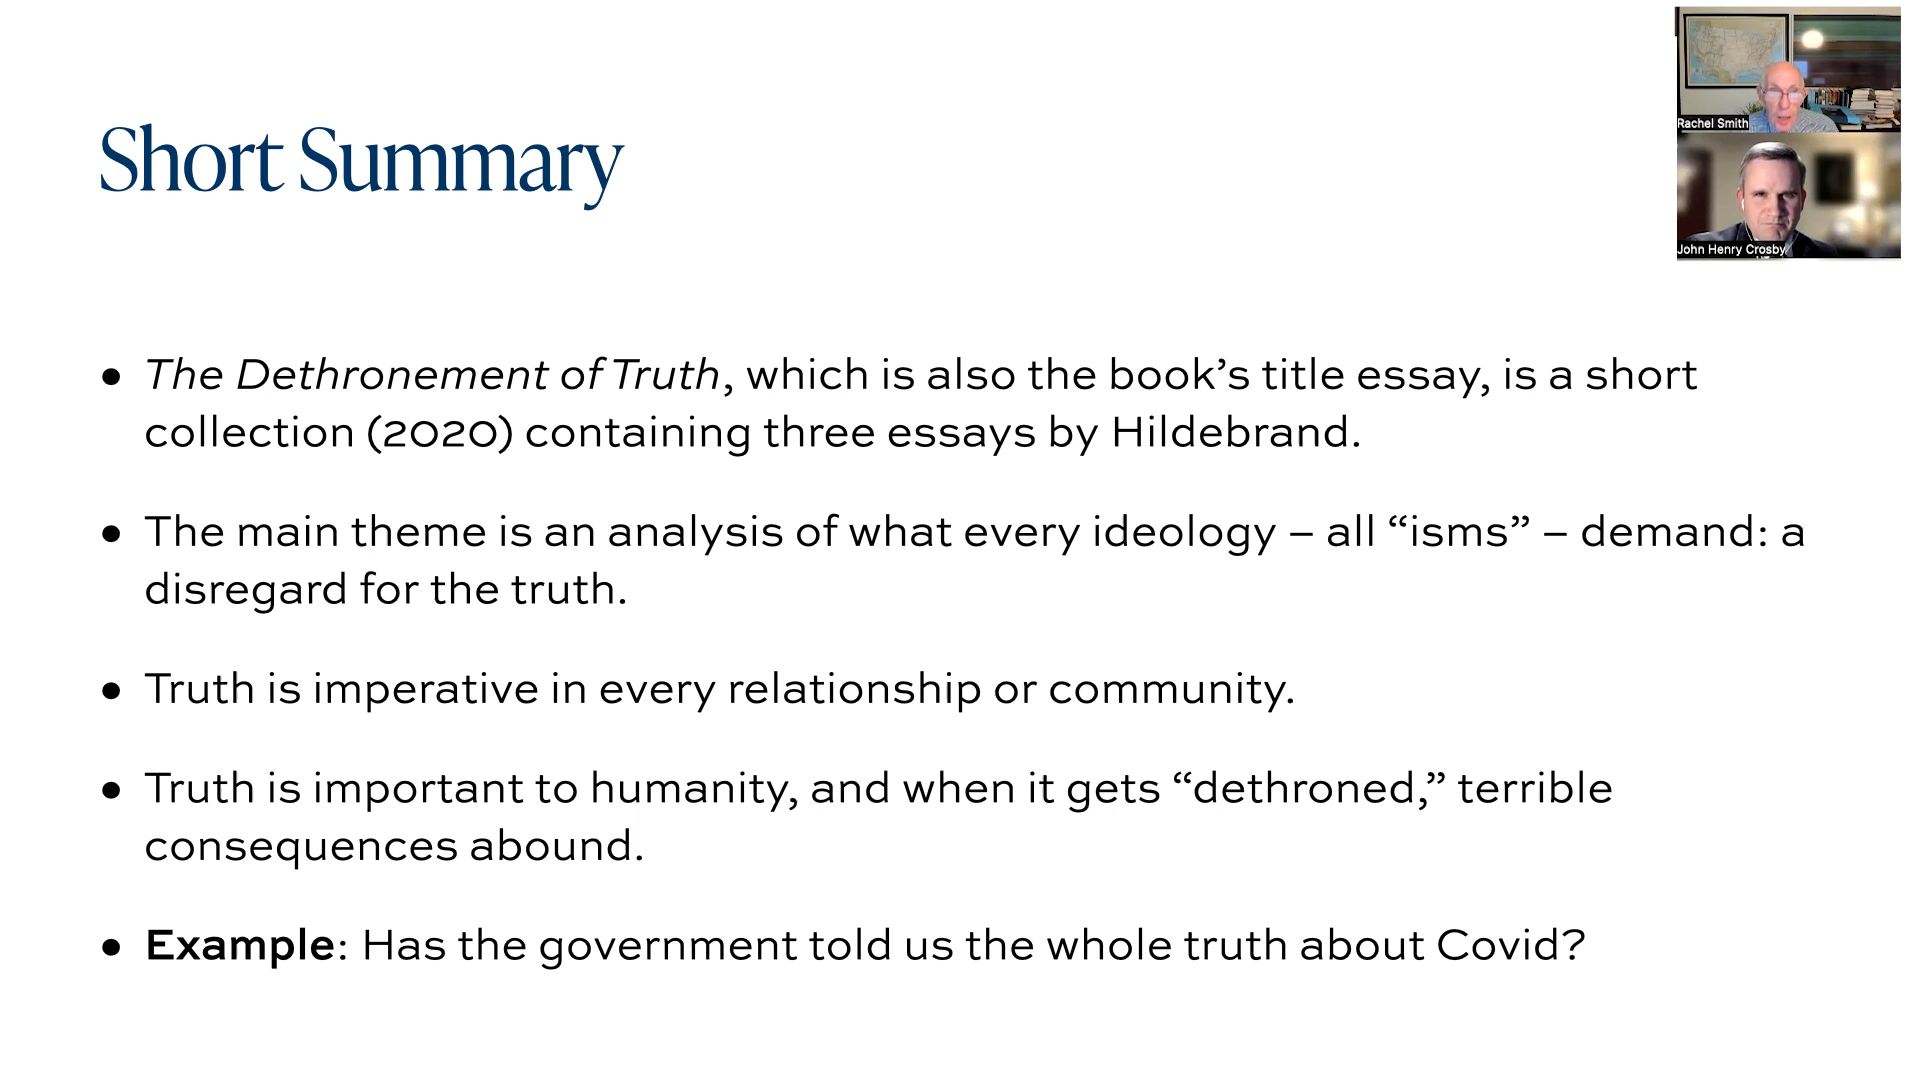 Short Summary
Rachel Smith
John Henry Crosby
• The Dethronement of Truth, which is also the book’s title essay, is a short
collection (2020) containing three essays by Hildebrand.
• The main theme is an analysis of what every ideology – all “isms” – demand: a
disregard for the truth.
• Truth is imperative in every relationship or community.
• Truth is important to humanity, and when it gets “dethroned,” terrible
consequences abound.
• Example: Has the government told us the whole truth about Covid?